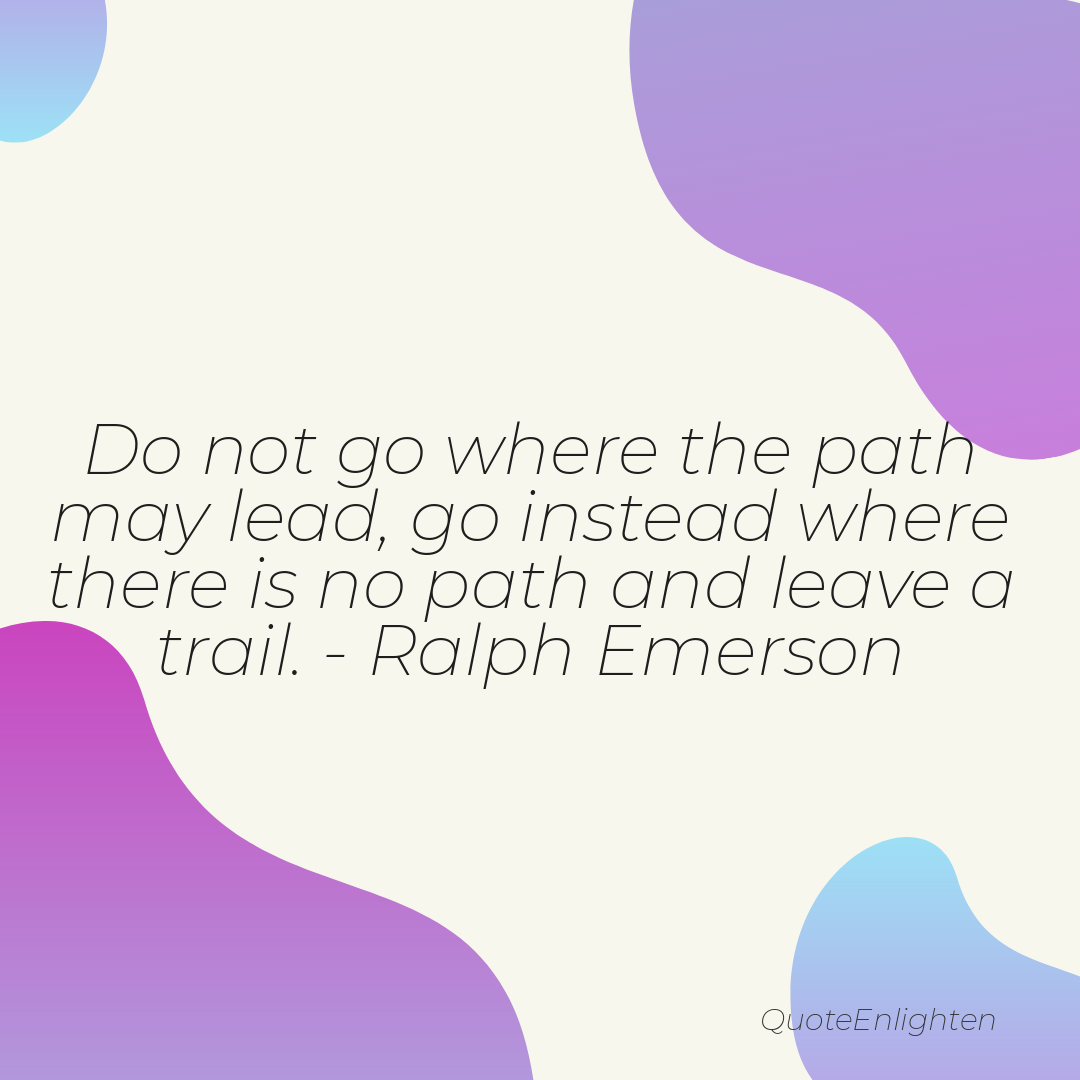 Do not go where the path
may lead, go instead where
there is no path and leave a
trail. - Ralph Emerson
QuoteEnlighten